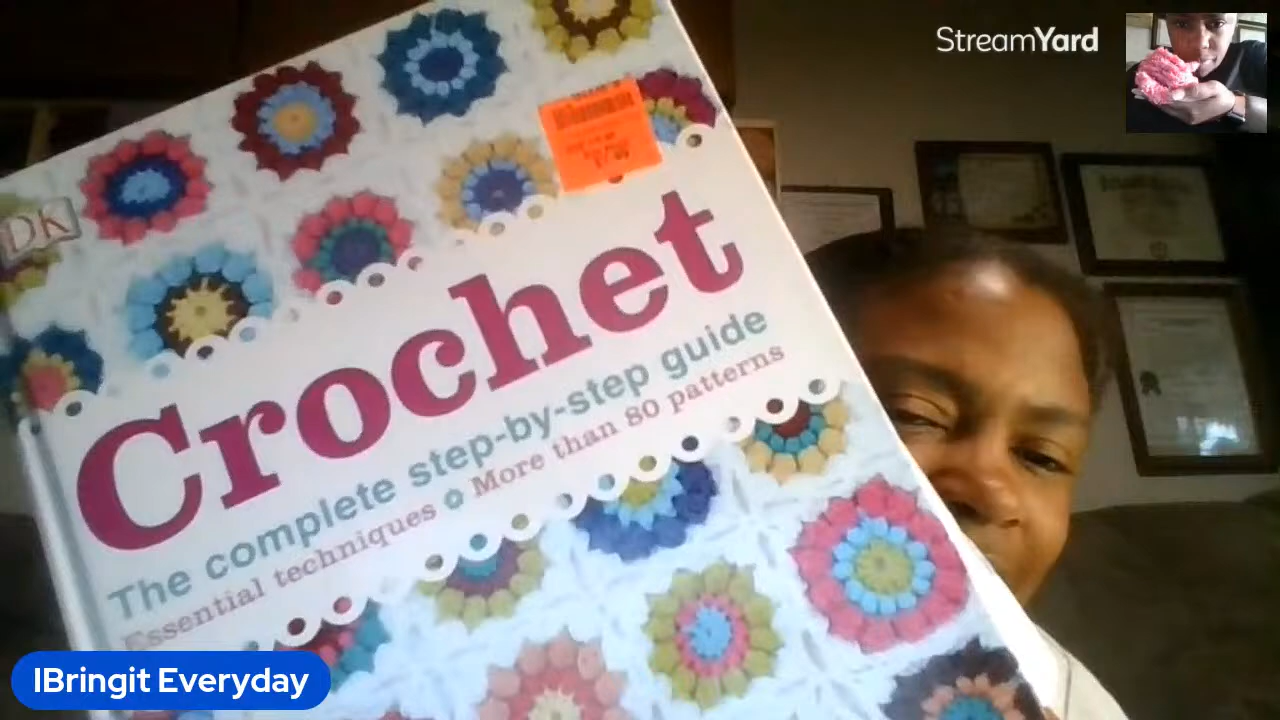 StreamYard
DK
Crochet
The complete step-by-step guide
Essential techniques More than 80 patterns
IBringit Everyday